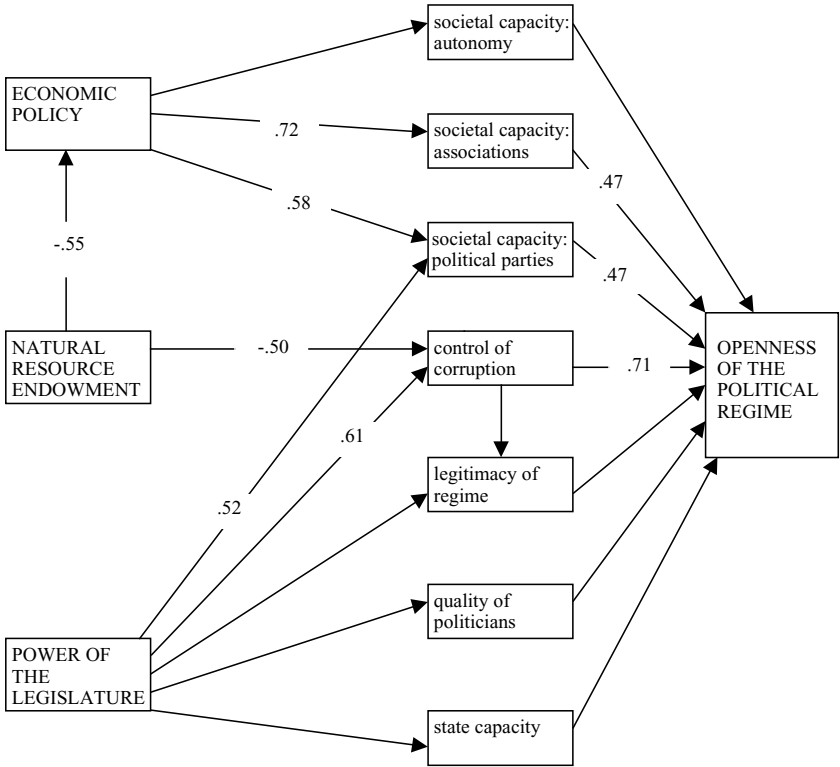 societal capacity:
autonomy
ECONOMIC
POLICY
.72
societal capacity:
associations
.47
.58
societal capacity:
political parties
-.55
.47
NATURAL
RESOURCE
ENDOWMENT
-.50
control of
corruption
.71
OPENNESS
OF THE
POLITICAL
REGIME
.61
legitimacy of
regime
.52
quality of
politicians
POWER OF
THE
LEGISLATURE
state capacity